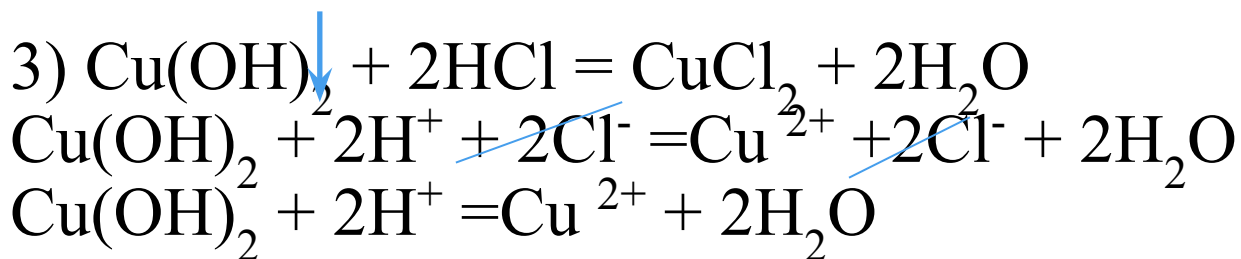 3) Cu(OH)₂ + 2HCl = CuCl₂ + 2H₂O
Cu(OH)₂ + 2H⁺ + 2Cl⁻ =Cu ²⁺ +2Cl⁻ + 2H₂O
Cu(OH)₂ + 2H⁺ =Cu ²⁺ + 2H₂O